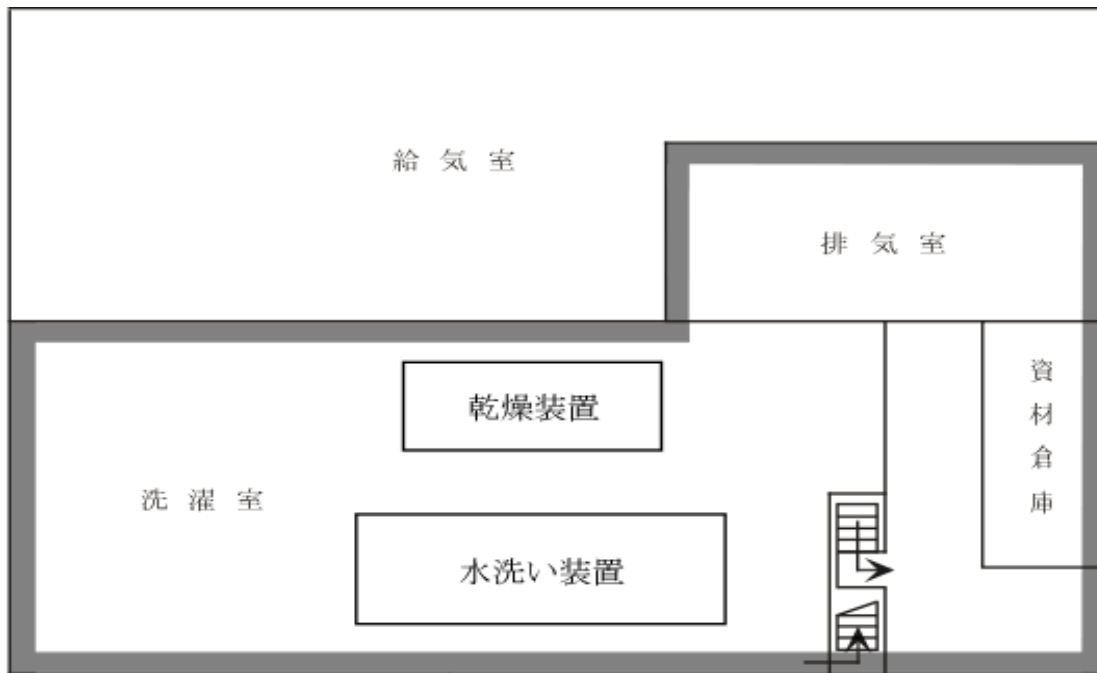 給気室
排気室
乾燥装置
資材倉庫
洗濯室
水洗い装置